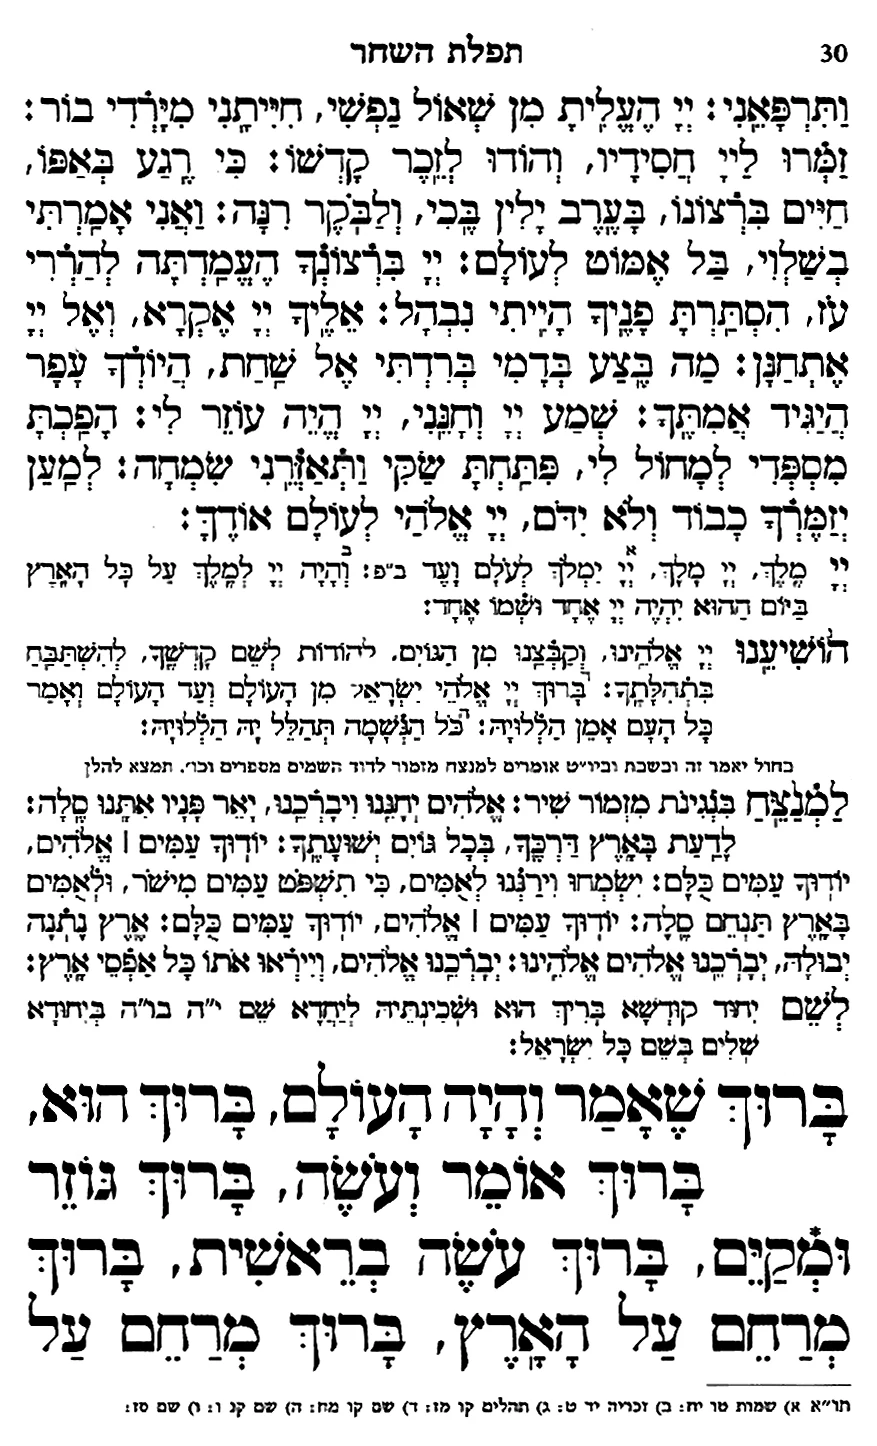 30 תפלת השחר
וַתִּרְפָּאֵנִי: יְיָ הֶעֱלִיתָ מִן שְׁאוֹל נַפְשִׁי, חִיִּיתַנִי מִיָּרְדִי בוֹר:
זַמְּרוּ לַייָ חֲסִידָיו, וְהוֹדוּ לְזֵכֶר קָדְשׁוֹ: כִּי רֶגַע בְּאַפּוֹ,
חַיִּים בִּרְצוֹנוֹ, בָּעֶרֶב יָלִין בֶּכִי, וְלַבֹּקֶר רִנָּה: וַאֲנִי אָמַרְתִּי
בְשַׁלְוִי, בַּל אֶמּוֹט לְעוֹלָם: יְיָ בִּרְצוֹנְךָ הֶעֱמַדְתָּה לְהַרְרִי
עֹז, הִסְתַּרְתָּ פָנֶיךָ הָיִיתִי נִבְהָל: אֵלֶיךָ יְיָ אֶקְרָא, וְאֶל יְיָ
אֶתְחַנָּן: מַה בֶּצַע בְּדָמִי בְּרִדְתִּי אֶל שַׁחַת, הֲיוֹדְךָ עָפָר
הֲיַגִּיד אֲמִתֶּךָ: שְׁמַע יְיָ וְחָנֵּנִי, יְיָ הֱיֵה עוֹזֵר לִי: הָפַכְתָּ
מִסְפְּדִי לְמָחוֹל לִי, פִּתַּחְתָּ שַׂקִּי וַתְּאַזְּרֵנִי שִׂמְחָה: לְמַעַן
יְזַמֶּרְךָ כָבוֹד וְלֹא יִדֹּם, יְיָ אֱלֹהַי לְעוֹלָם אוֹדֶךָּ:
יְיָ מֶלֶךְ, יְיָ מָלָךְ, א יְיָ יִמְלֹךְ לְעֹלָם וָעֶד ב״פ: ב וְהָיָה יְיָ לְמֶלֶךְ עַל כָּל הָאָרֶץ
בַּיּוֹם הַהוּא יִהְיֶה יְיָ אֶחָד וּשְׁמוֹ אֶחָד:
הוֹשִׁיעֵנוּ יְיָ אֱלֹהֵינוּ, וְקַבְּצֵנוּ מִן הַגּוֹיִם, לְהוֹדוֹת לְשֵׁם קָדְשֶׁךָ, לְהִשְׁתַּבֵּחַ
בִּתְהִלָּתֶךָ: ד בָּרוּךְ יְיָ אֱלֹהֵי יִשְׂרָאֵל מִן הָעוֹלָם וְעַד הָעוֹלָם וְאָמַר
כָּל הָעָם אָמֵן הַלְלוּיָהּ: ה כֹּל הַנְּשָׁמָה תְּהַלֵּל יָהּ הַלְלוּיָהּ:
בחול יאמר זה ובשבת וביו״ט אומרים למנצח מזמור לדוד השמים מספרים וכו׳, תמצא להלן
לַמְנַצֵּחַ בִּנְגִינֹת מִזְמוֹר שִׁיר: אֱלֹהִים יְחָנֵּנוּ וִיבָרְכֵנוּ, יָאֵר פָּנָיו אִתָּנוּ סֶלָה:
לָדַעַת בָּאָרֶץ דַּרְכֶּךָ, בְּכָל גּוֹיִם יְשׁוּעָתֶךָ: יוֹדוּךָ עַמִּים | אֱלֹהִים,
יוֹדוּךָ עַמִּים כֻּלָּם: יִשְׂמְחוּ וִירַנְּנוּ לְאֻמִּים, כִּי תִשְׁפֹּט עַמִּים מִישֹׁר, וּלְאֻמִּים
בָּאָרֶץ תַּנְחֵם סֶלָה: יוֹדוּךָ עַמִּים | אֱלֹהִים, יוֹדוּךָ עַמִּים כֻּלָּם: אֶרֶץ נָתְנָה
יְבוּלָהּ, יְבָרְכֵנוּ אֱלֹהִים אֱלֹהֵינוּ: יְבָרְכֵנוּ אֱלֹהִים, וְיִירְאוּ אֹתוֹ כָּל אַפְסֵי אָרֶץ:
לְשֵׁם יִחוּד קוּדְשָׁא בְּרִיךְ הוּא וּשְׁכִינְתֵּיהּ לְיַחֲדָא שֵׁם י״ה בו״ה בְּיִחוּדָא
שְׁלִים בְּשֵׁם כָּל יִשְׂרָאֵל:
בָּרוּךְ שֶׁאָמַר וְהָיָה הָעוֹלָם, בָּרוּךְ הוּא,
בָּרוּךְ אוֹמֵר וְעֹשֶׂה, בָּרוּךְ גּוֹזֵר
וּמְקַיֵּם*, בָּרוּךְ עֹשֶׂה בְרֵאשִׁית, בָּרוּךְ
מְרַחֵם עַל הָאָרֶץ, בָּרוּךְ מְרַחֵם עַל
תו״א א) שמות טו יח: ב) זכריה יד ט: ג) תהלים קו מז: ד) שם קו מח: ה) שם קנ ו: ו) שם סז: